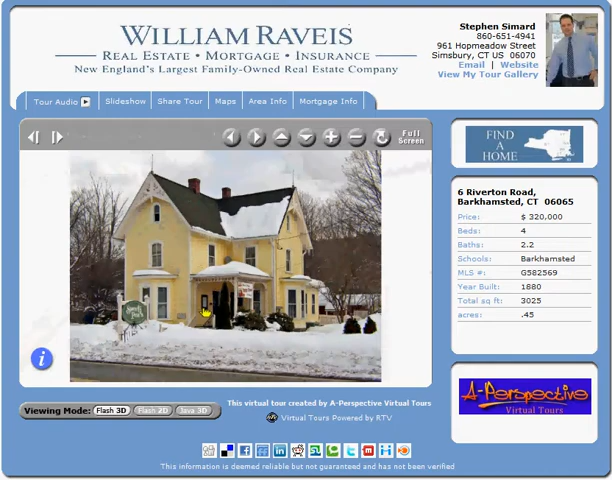 WILLIAM RAVEIS
REAL ESTATE • MORTGAGE • INSURANCE
New England's Largest Family-Owned Real Estate Company
Stephen Simard
860-651-4941
961 Hopmeadow Street
Simsbury, CT US 06070
Email | Website
View My Tour Gallery
Tour Audio
Slideshow
Share Tour
Maps
Area Info
Mortgage Info
Full
Screen
FIND
A
HOME
6 Riverton Road,
Barkhamsted, CT 06065
Price: $ 320,000
Beds: 4
Baths: 2.2
Schools: Barkhamsted
MLS #: G582569
Year Built: 1880
Total sq ft: 3025
acres: .45
i
Viewing Mode: Flash 3D Flash 2D Java 3D
This virtual tour created by A-Perspective Virtual Tours
Virtual Tours Powered by RTV
A-Perspective
Virtual Tours
This information is deemed reliable but not guaranteed and has not been verified